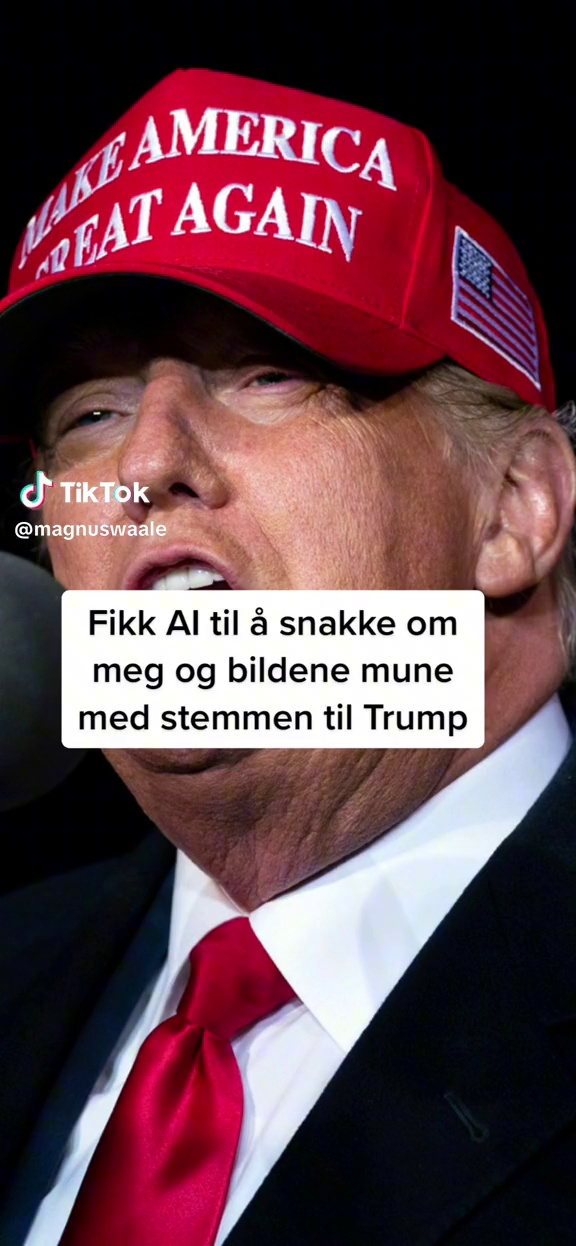 MAKE AMERICA
GREAT AGAIN
TikTok
@magnuswaale
Fikk AI til å snakke om
meg og bildene mune
med stemmen til Trump